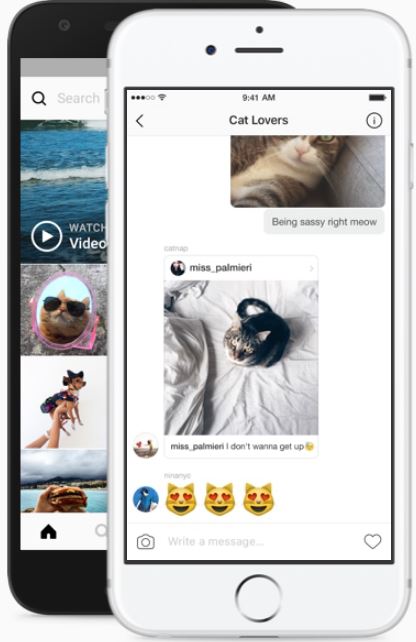 Search
WATCH
Video
9:41 AM
Cat Lovers
Being sassy right meow
catnap
miss_palmieri
miss_palmieri I don't wanna get up
ninanyc
Write a message...